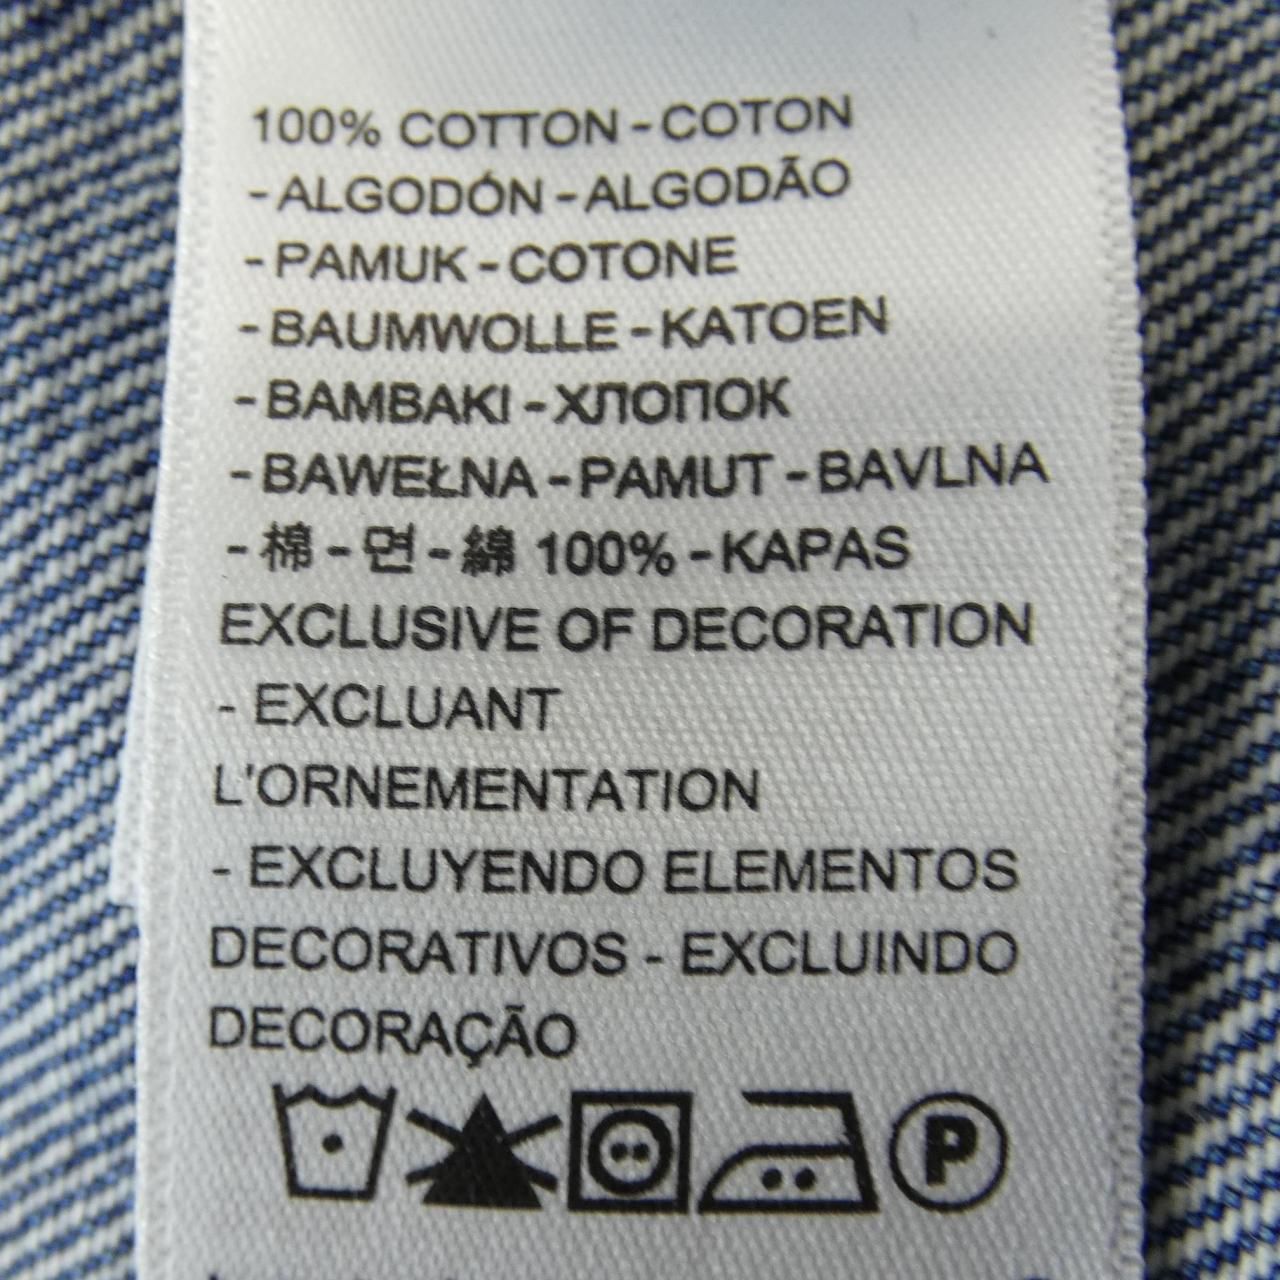 100% COTTON - COTON
- ALGODÓN - ALGODÃO
- PAMUK - COTONE
- BAUMWOLLE - KATOEN
- BAMBAKI - ХЛОПОК
- BAWEŁNA - PAMUT - BAVLNA
- 棉 - 면 - 綿 100% - KAPAS
EXCLUSIVE OF DECORATION
- EXCLUANT
L'ORNEMENTATION
- EXCLUYENDO ELEMENTOS
DECORATIVOS - EXCLUINDO
DECORAÇÃO
P